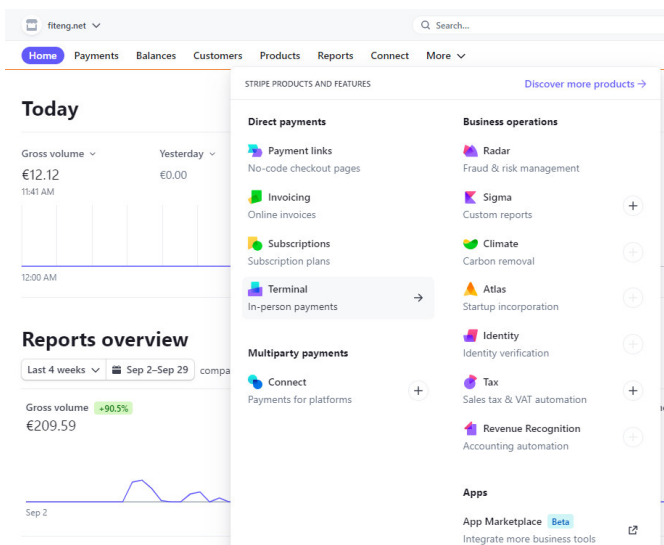 fiteng.net
Search...
Home Payments Balances Customers Products Reports Connect More
STRIPE PRODUCTS AND FEATURES
Discover more products →
Today
Gross volume
€12.12
11:41 AM
Yesterday
€0.00
12:00 AM
Reports overview
Last 4 weeks
Sep 2–Sep 29
Gross volume +90.5%
€209.59
Sep 2
Direct payments
Payment links
No-code checkout pages
Invoicing
Online invoices
Subscriptions
Subscription plans
Terminal
In-person payments
Multiparty payments
Connect
Payments for platforms
Business operations
Radar
Fraud & risk management
Sigma
Custom reports
Climate
Carbon removal
Atlas
Startup incorporation
Identity
Identity verification
Tax
Sales tax & VAT automation
Revenue Recognition
Accounting automation
Apps
App Marketplace Beta
Integrate more business tools